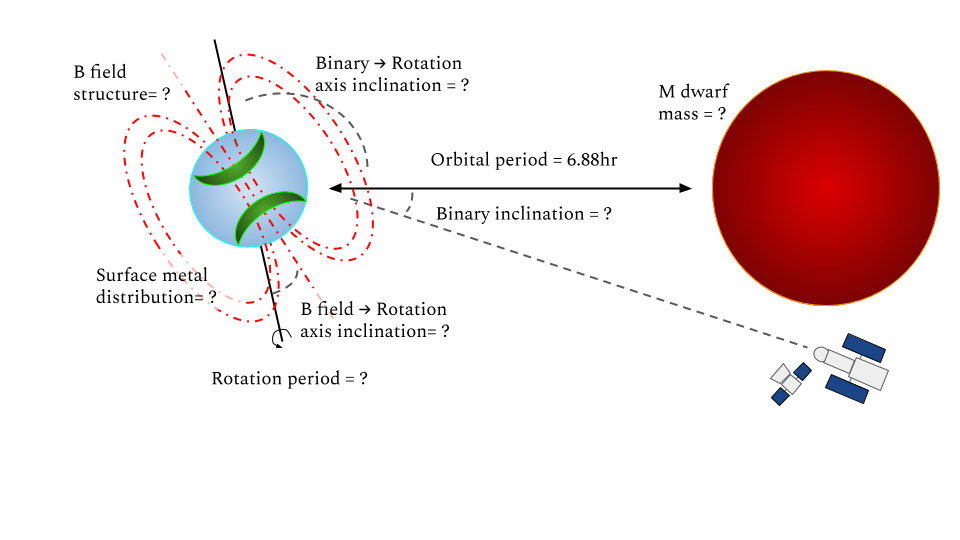 B field
structure= ?
Binary → Rotation
axis inclination = ?
M dwarf
mass = ?
Orbital period = 6.88hr
Binary inclination = ?
Surface metal
distribution= ?
B field → Rotation
axis inclination= ?
Rotation period = ?